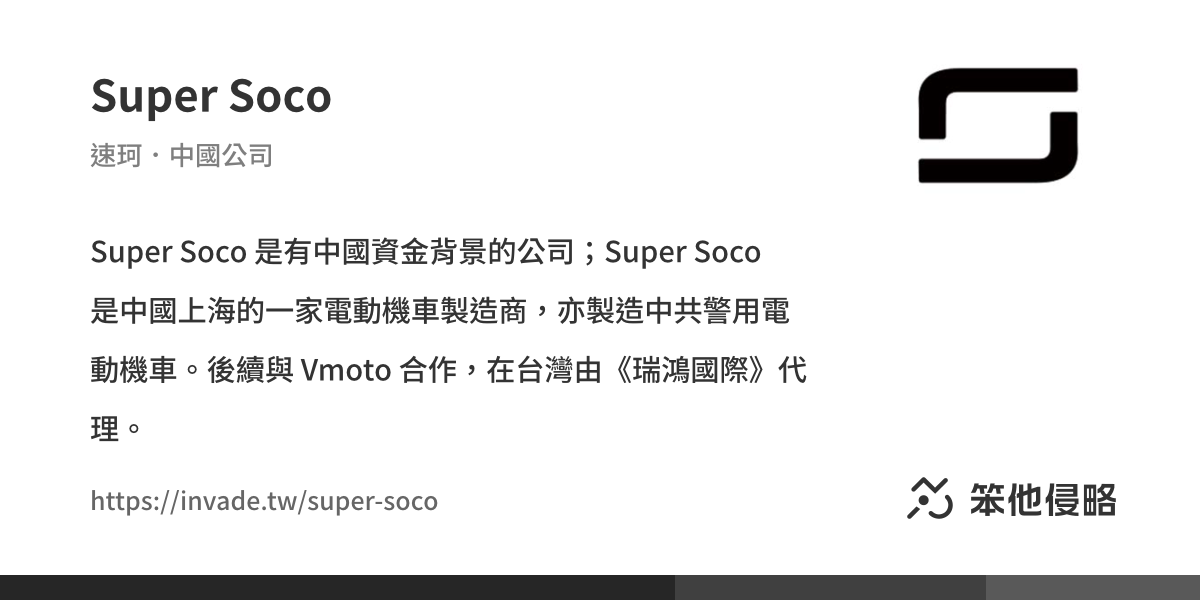 Super Soco
速珂・中國公司
Super Soco 是有中國資金背景的公司；Super Soco
是中國上海的一家電動機車製造商，亦製造中共警用電
動機車。後續與 Vmoto 合作，在台灣由《瑞鴻國際》代
理。
https://invade.tw/super-soco
笨他侵略